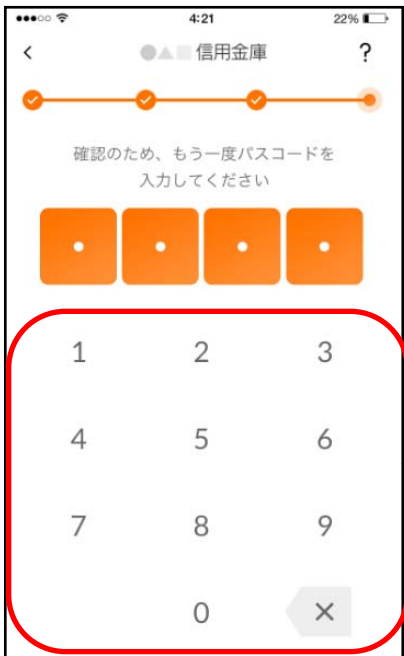 4:21
22%
< ●▲■ 信用金庫 ?
確認のため、もう一度パスコードを
入力してください
1 2 3
4 5 6
7 8 9
0 ×